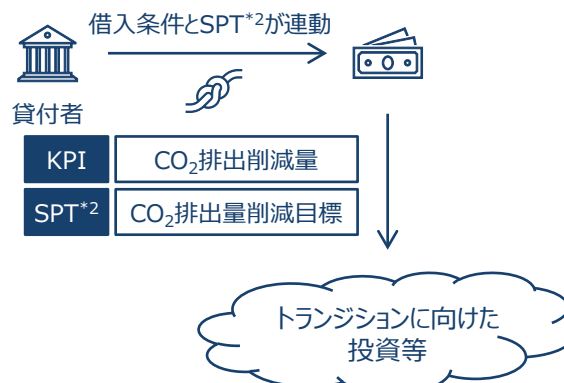 借入条件とSPT*2が連動
貸付者
KPI CO2排出削減量
SPT*2 CO2排出量削減目標
トランジションに向けた
投資等